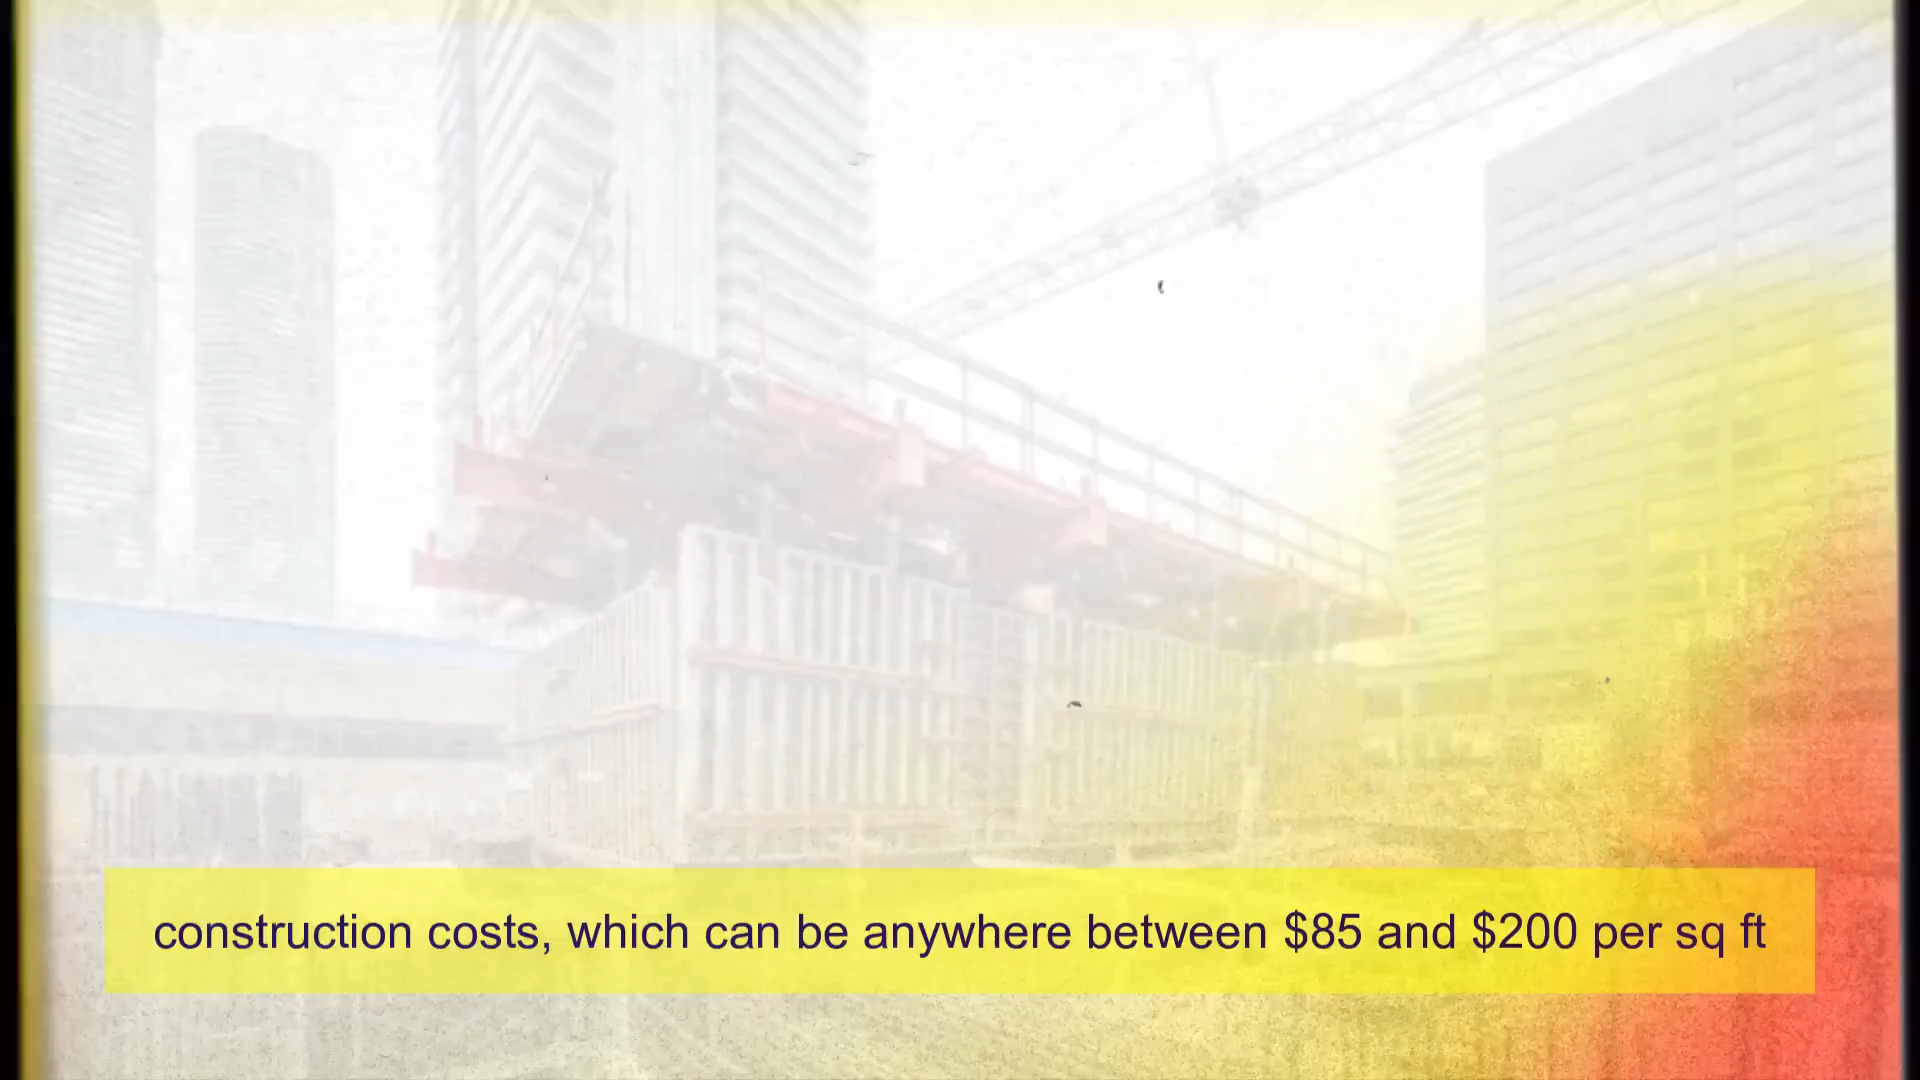 construction costs, which can be anywhere between $85 and $200 per sq ft